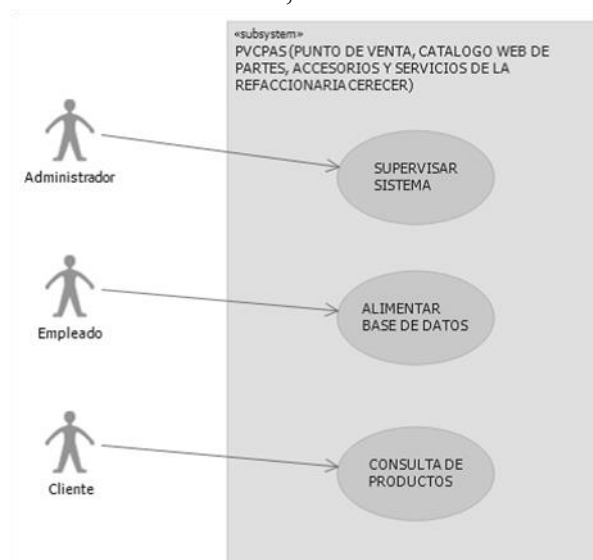 «subsystem»
PVCPAS (PUNTO DE VENTA, CATALOGO WEB DE
PARTES, ACCESORIOS Y SERVICIOS DE LA
REFACCIONARIA CERECER)
Administrador
SUPERVISAR
SISTEMA
Empleado
ALIMENTAR
BASE DE DATOS
Cliente
CONSULTA DE
PRODUCTOS